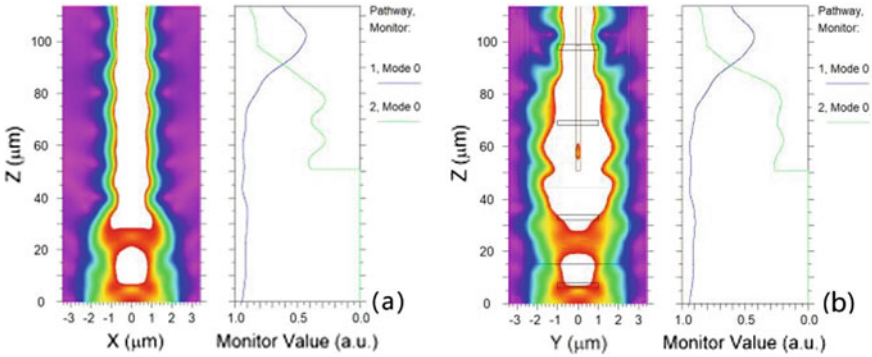 100
80
60
40
20
0
Z (μm)
-3 -2 -1 0 1 2 3
X (μm)
1.0 0.5 0.0
Monitor Value (a.u.)
Pathway,
Monitor:
1, Mode 0
2, Mode 0
(a)
100
80
60
40
20
0
Z (μm)
-3 -2 -1 0 1 2 3
Y (μm)
1.0 0.5 0.0
Monitor Value (a.u.)
Pathway,
Monitor:
1, Mode 0
2, Mode 0
(b)